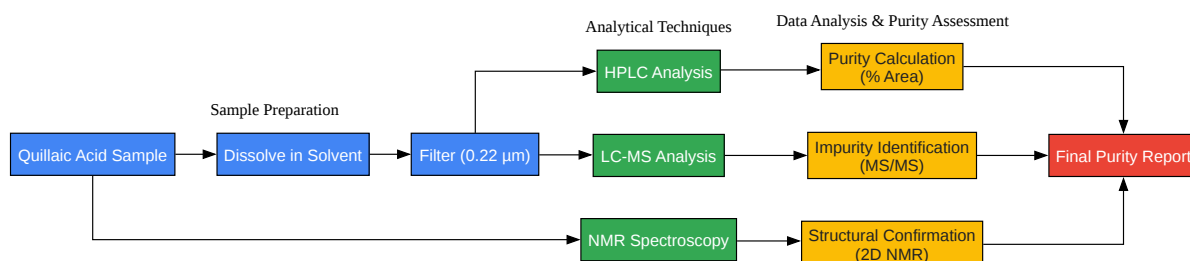 Analytical Techniques
Data Analysis & Purity Assessment
HPLC Analysis
Purity Calculation
(% Area)
Sample Preparation
Quillaic Acid Sample
Dissolve in Solvent
Filter (0.22 µm)
LC-MS Analysis
Impurity Identification
(MS/MS)
Final Purity Report
NMR Spectroscopy
Structural Confirmation
(2D NMR)